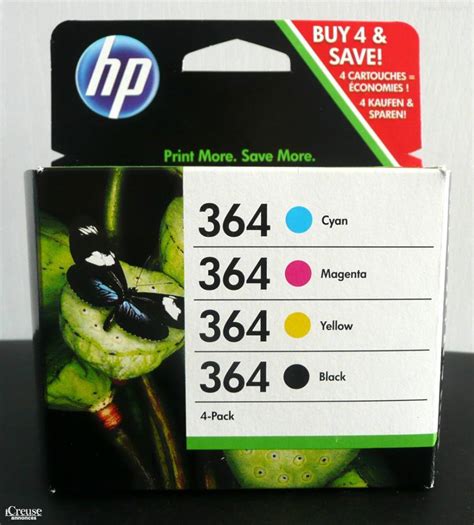 hp
BUY 4 &
SAVE!
4 CARTOUCHES =
ÉCONOMIES !
4 KAUFEN &
SPAREN!
Print More. Save More.
364 Cyan
364 Magenta
364 Yellow
364 Black
4-Pack
iCreuse
annonces